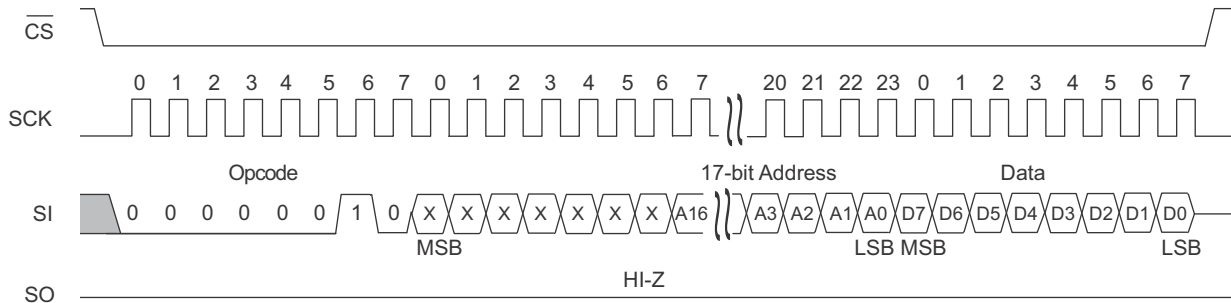 CS
0 1 2 3 4 5 6 7 0 1 2 3 4 5 6 7 20 21 22 23 0 1 2 3 4 5 6 7
SCK
Opcode 17-bit Address Data
SI 0 0 0 0 0 0 1 0 X X X X X X X A16 A3 A2 A1 A0 D7 D6 D5 D4 D3 D2 D1 D0
MSB LSB MSB LSB
HI-Z
SO